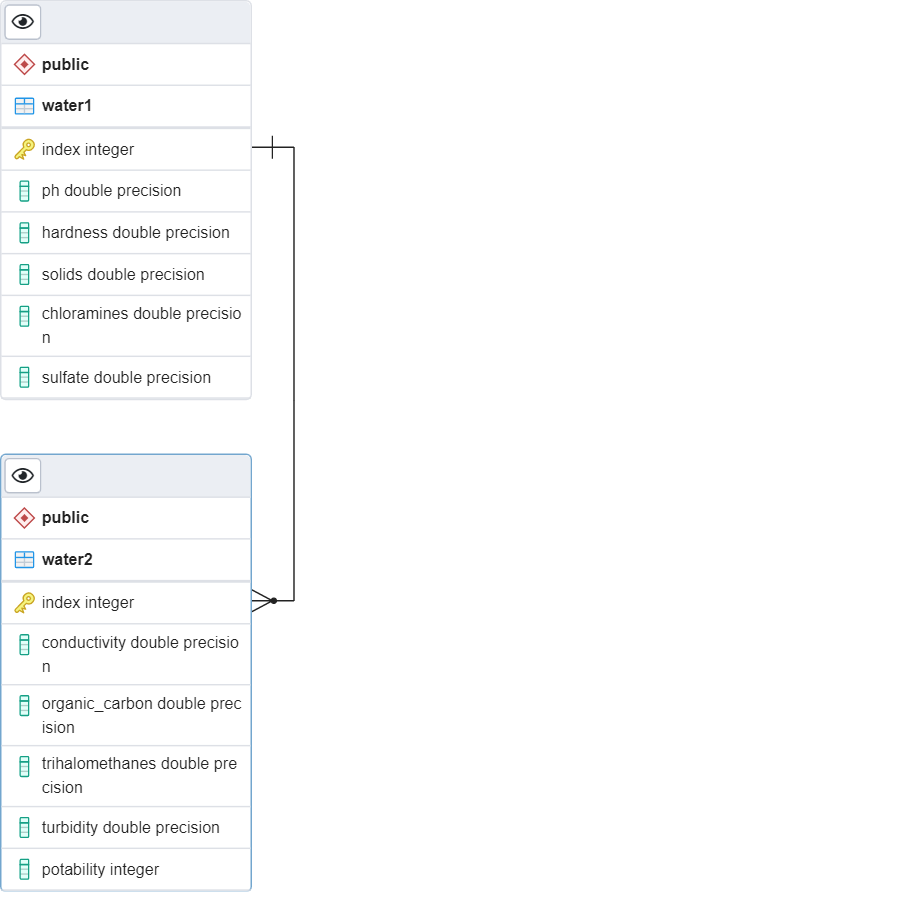 public
water1
index integer
ph double precision
hardness double precision
solids double precision
chloramines double precisio
n
sulfate double precision
public
water2
index integer
conductivity double precisio
n
organic_carbon double prec
ision
trihalomethanes double pre
cision
turbidity double precision
potability integer